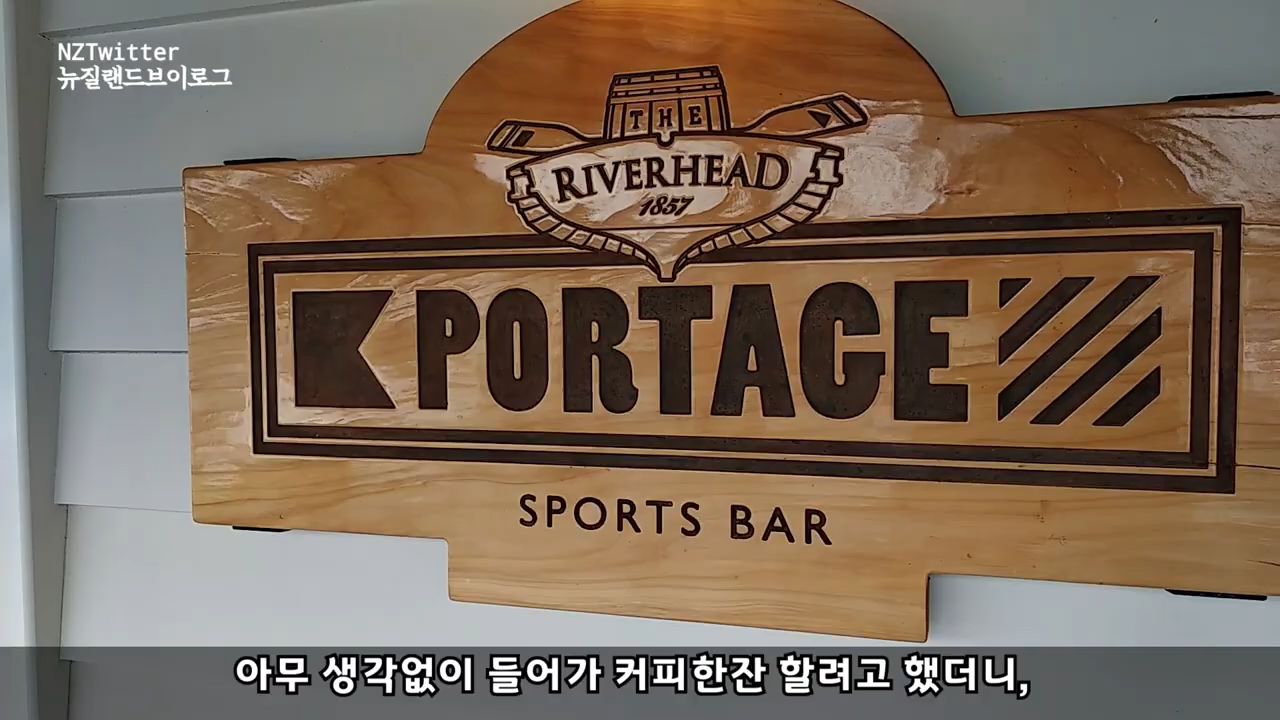 NZTwitter
뉴질랜드브이로그
THE
RIVERHEAD
1857
PORTAGE
SPORTS BAR
아무 생각없이 들어가 커피한잔 할려고 했더니,